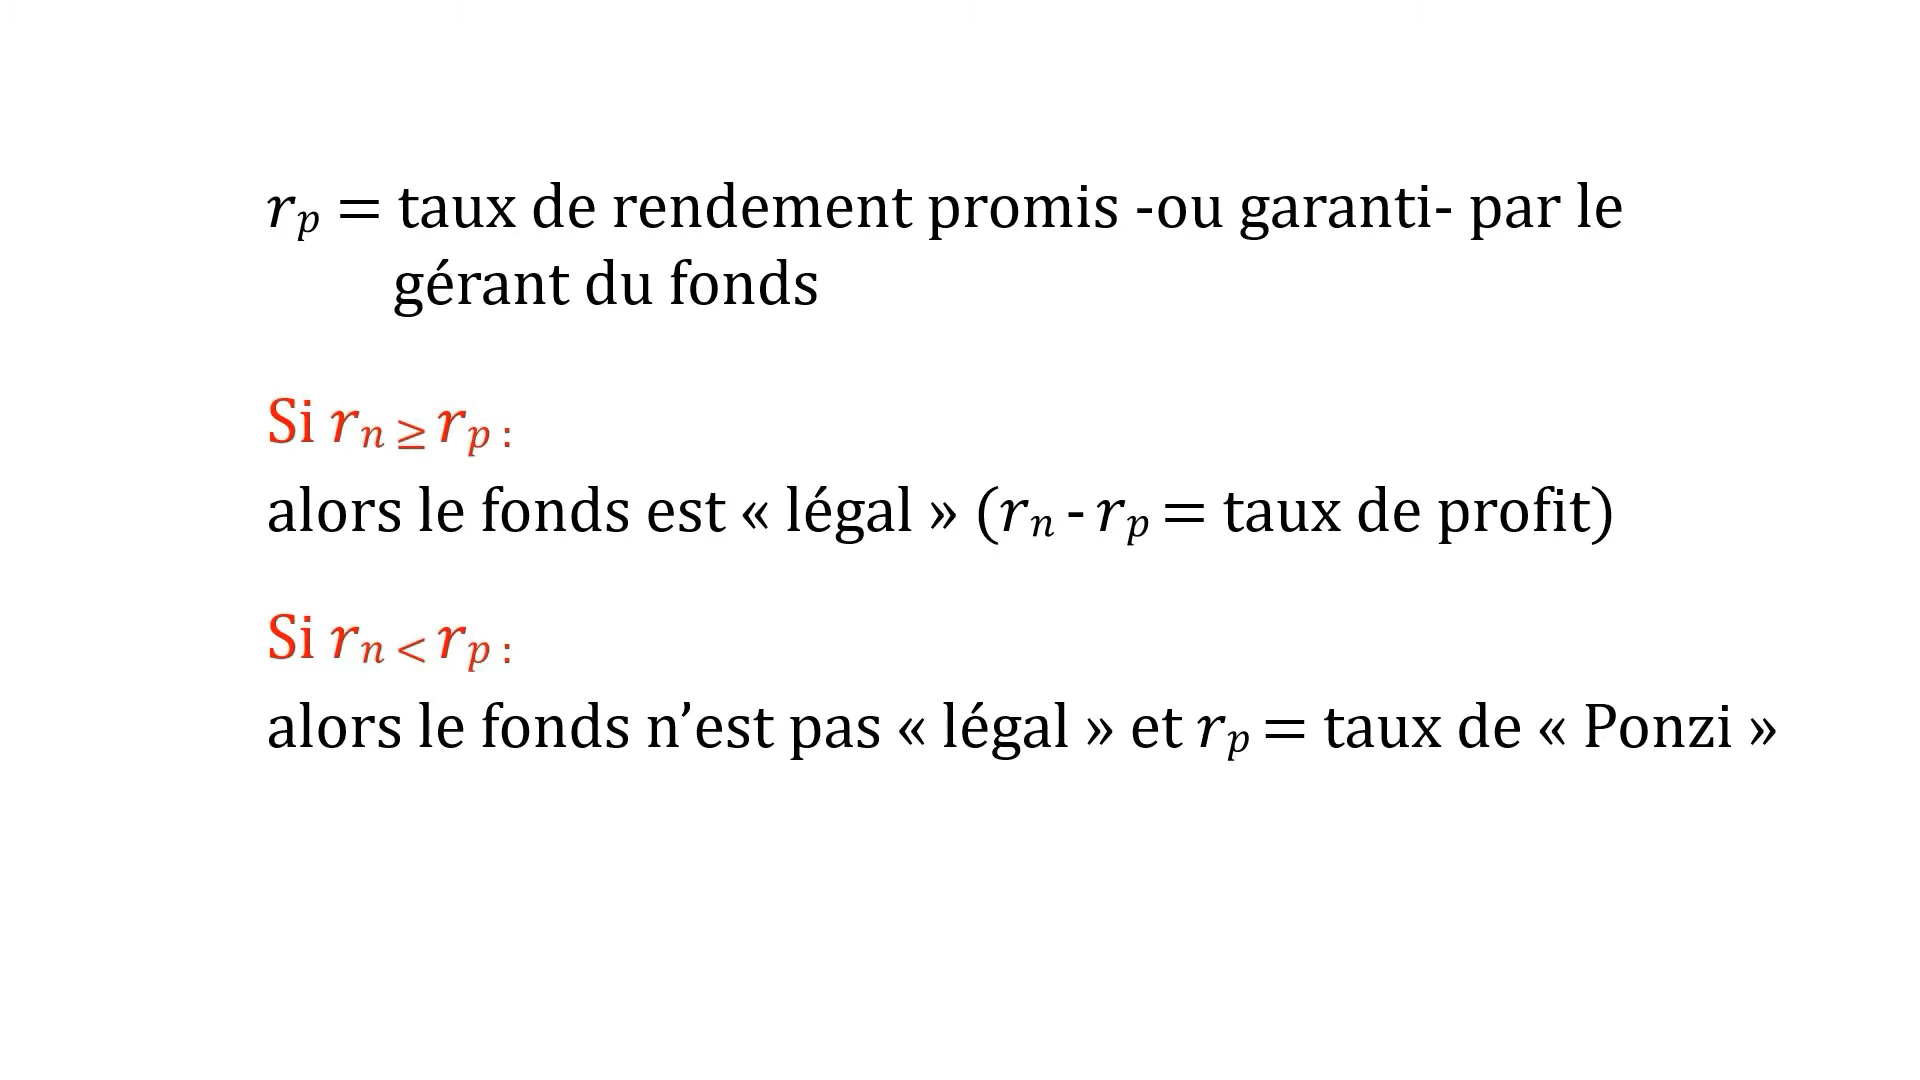 r_p = taux de rendement promis -ou garanti- par le
gérant du fonds
Si r_n ≥ r_p :
alors le fonds est « légal » (r_n - r_p = taux de profit)
Si r_n < r_p :
alors le fonds n’est pas « légal » et r_p = taux de « Ponzi »